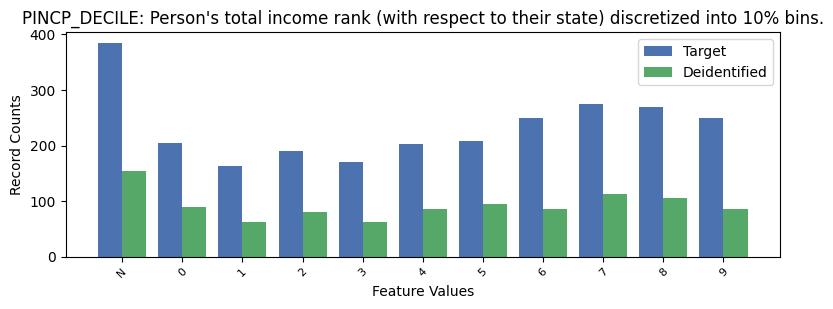 PINCP_DECILE: Person's total income rank (with respect to their state) discretized into 10% bins.
400
300
200
100
0
Record Counts
Target
Deidentified
N 0 1 2 3 4 5 6 7 8 9
Feature Values